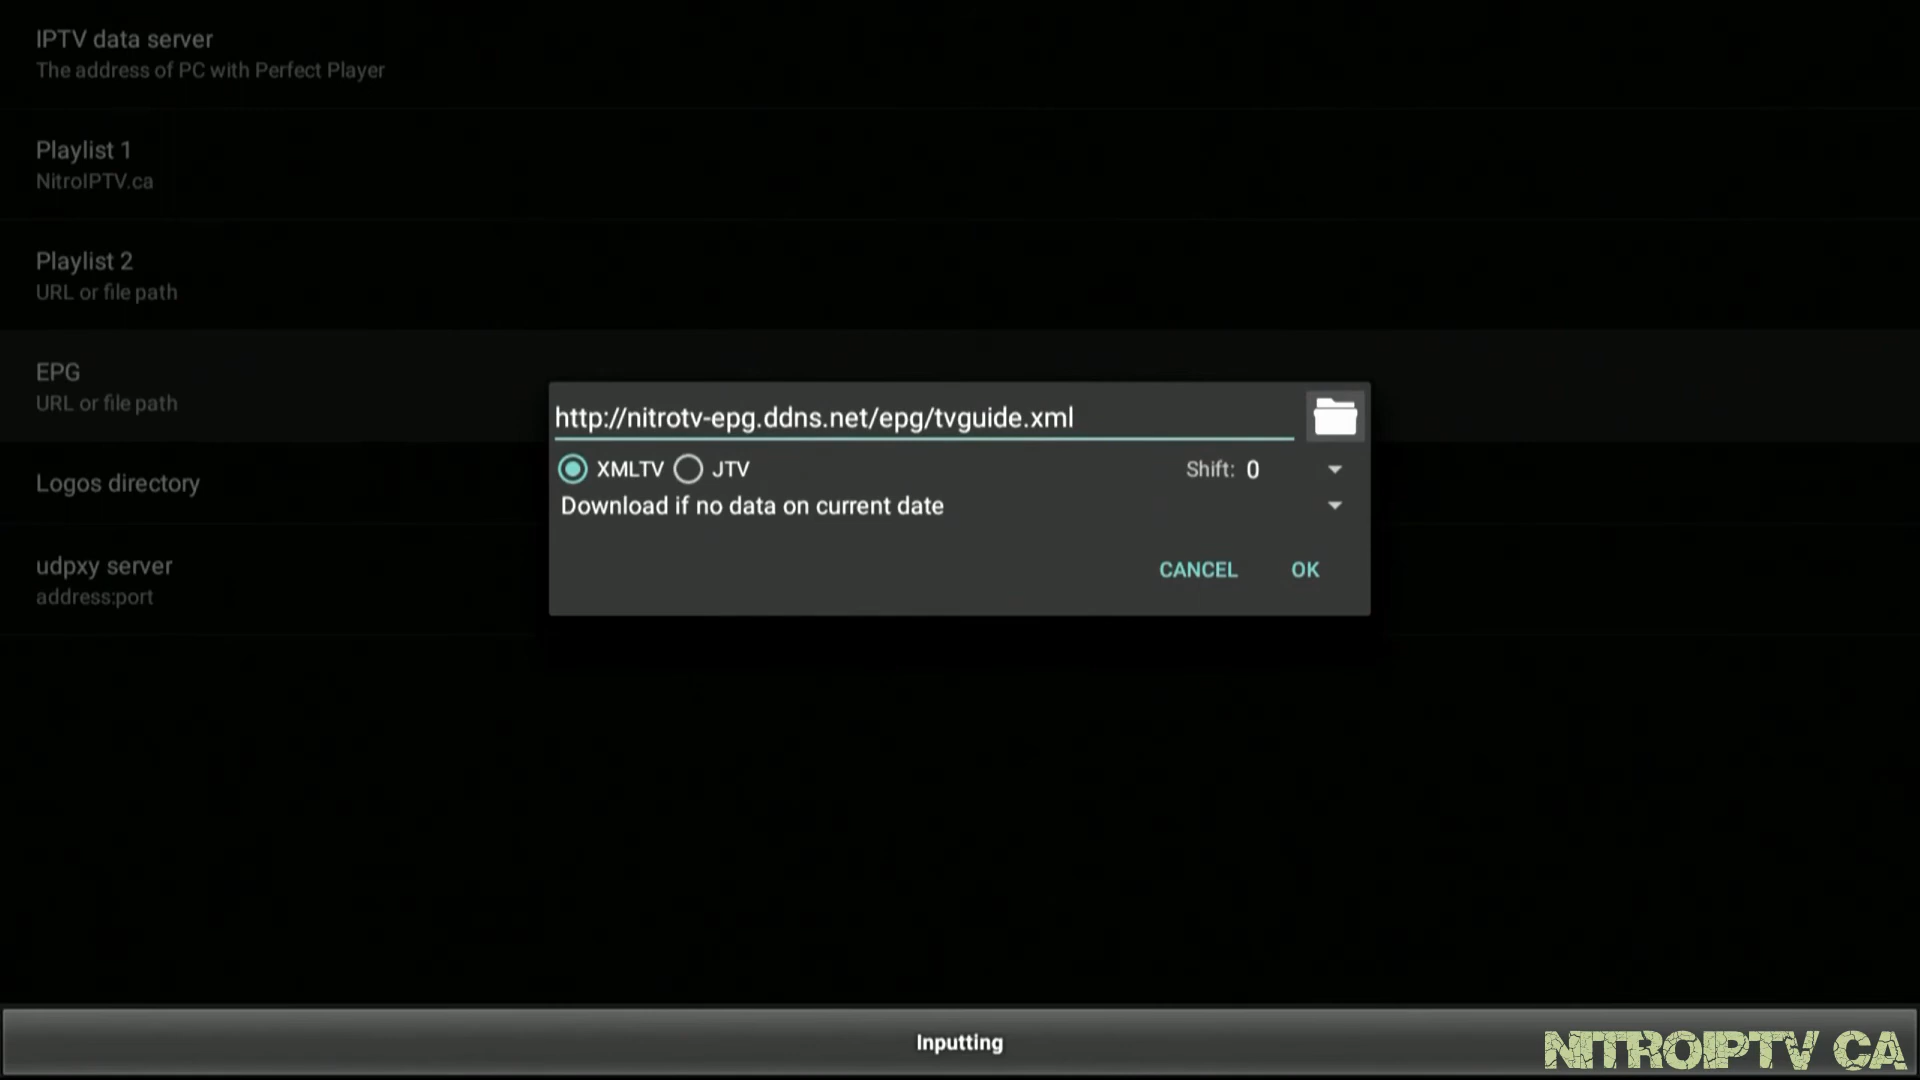 IPTV data server
The address of PC with Perfect Player
Playlist 1
NitroIPTV.ca
Playlist 2
URL or file path
EPG
URL or file path
Logos directory
udpxy server
address:port
http://nitrotv-epg.ddns.net/epg/tvguide.xml
XMLTV JTV Shift: 0
Download if no data on current date
CANCEL OK
Inputting
NITROIPTV CA